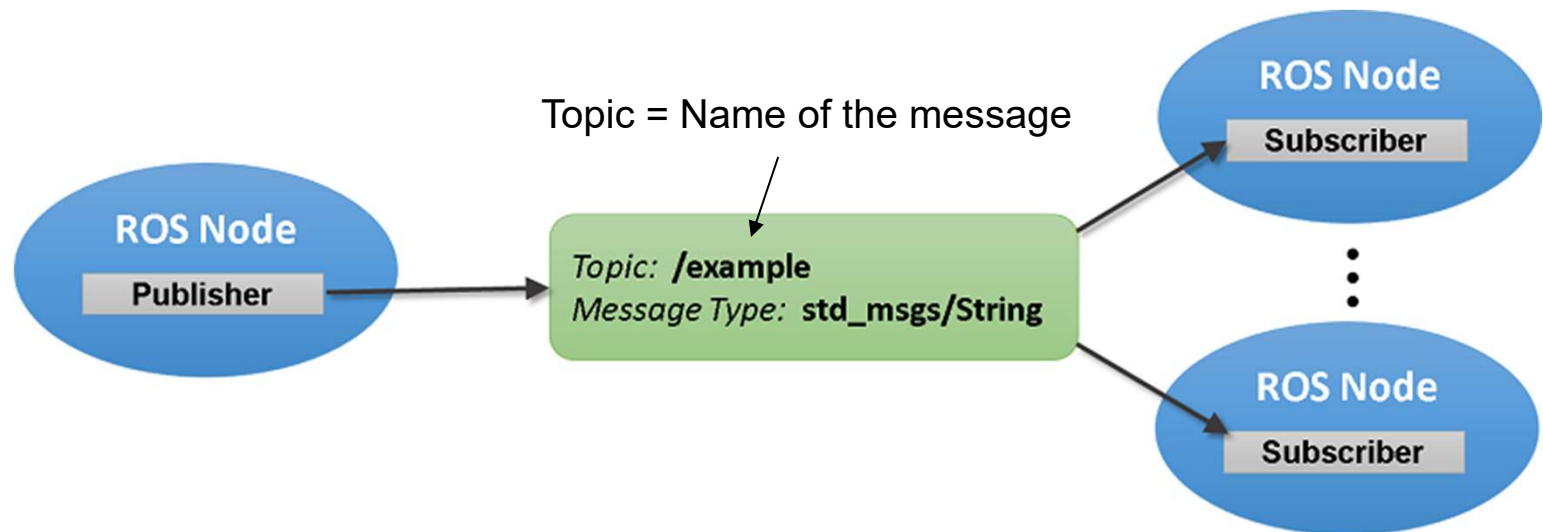 Topic = Name of the message
ROS Node
Publisher
Topic: /example
Message Type: std_msgs/String
ROS Node
Subscriber
ROS Node
Subscriber